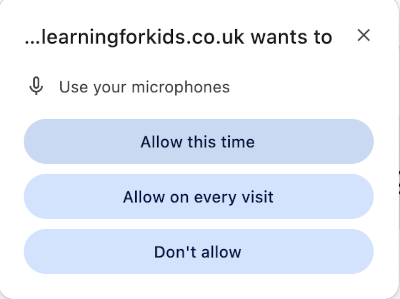 ...learningforkids.co.uk wants to
Use your microphones
Allow this time
Allow on every visit
Don't allow